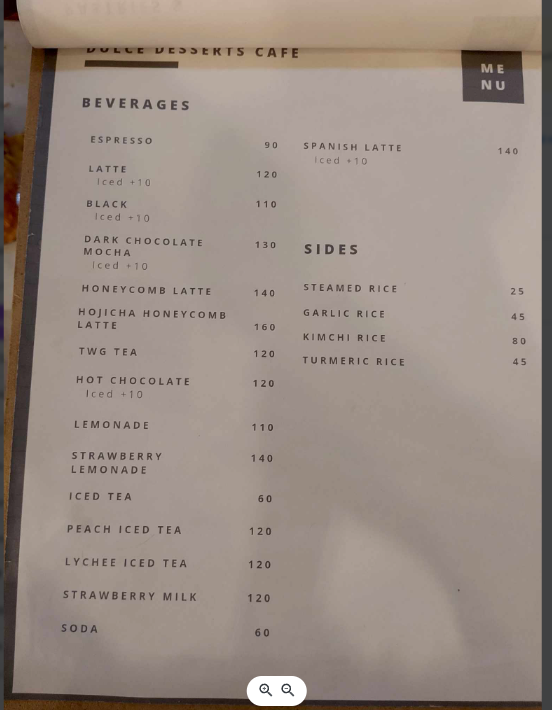 DULCE DESSERTS CAFE
ME
NU
BEVERAGES
ESPRESSO 90
LATTE 120
Iced +10
BLACK 110
Iced +10
DARK CHOCOLATE
MOCHA 130
Iced +10
HONEYCOMB LATTE 140
HOJICHA HONEYCOMB
LATTE 160
TWG TEA 120
HOT CHOCOLATE 120
Iced +10
LEMONADE 110
STRAWBERRY
LEMONADE 140
ICED TEA 60
PEACH ICED TEA 120
LYCHEE ICED TEA 120
STRAWBERRY MILK 120
SODA 60
SPANISH LATTE 140
Iced +10
SIDES
STEAMED RICE 25
GARLIC RICE 45
KIMCHI RICE 80
TURMERIC RICE 45